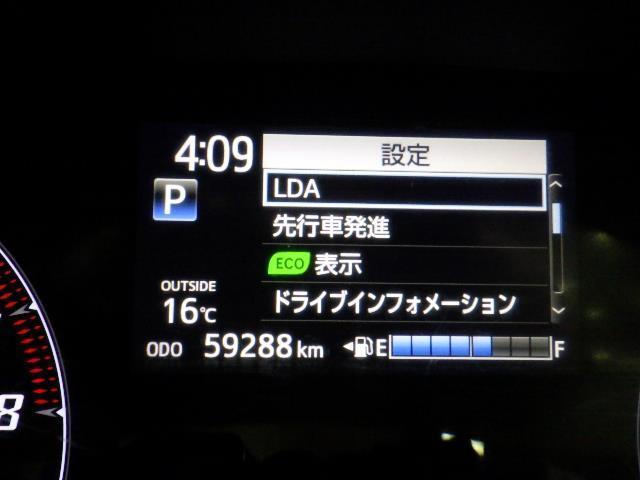 4:09
設定
P
LDA
先行車発進
ECO 表示
OUTSIDE
16℃
ドライブインフォメーション
ODO 59288 km
E F
8